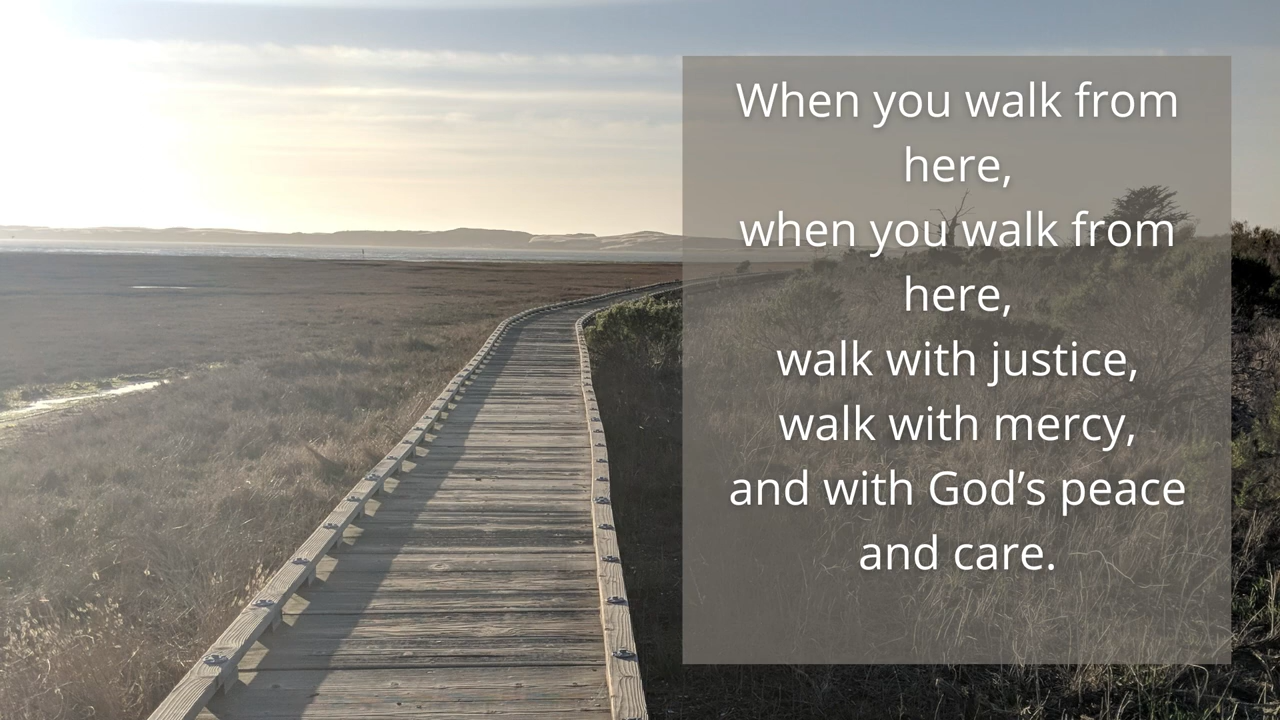 When you walk from
here,
when you walk from
here,
walk with justice,
walk with mercy,
and with God’s peace
and care.